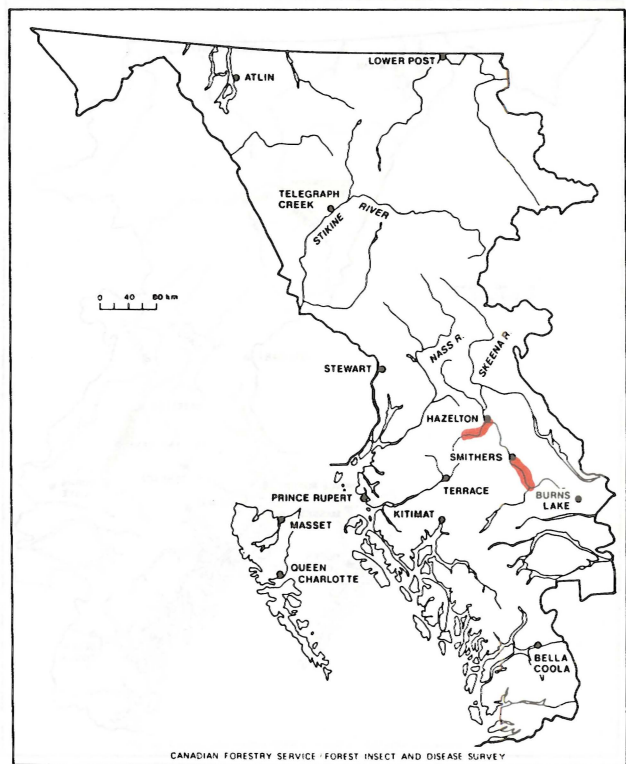 LOWER POST
ATLIN
TELEGRAPH
CREEK
STIKINE RIVER
0 40 80 km
NASS R.
SKEENA R
STEWART
HAZELTON
SMITHERS
TERRACE
BURNS
LAKE
PRINCE RUPERT
KITIMAT
MASSET
QUEEN
CHARLOTTE
BELLA
COOLA
CANADIAN FORESTRY SERVICE / FOREST INSECT AND DISEASE SURVEY